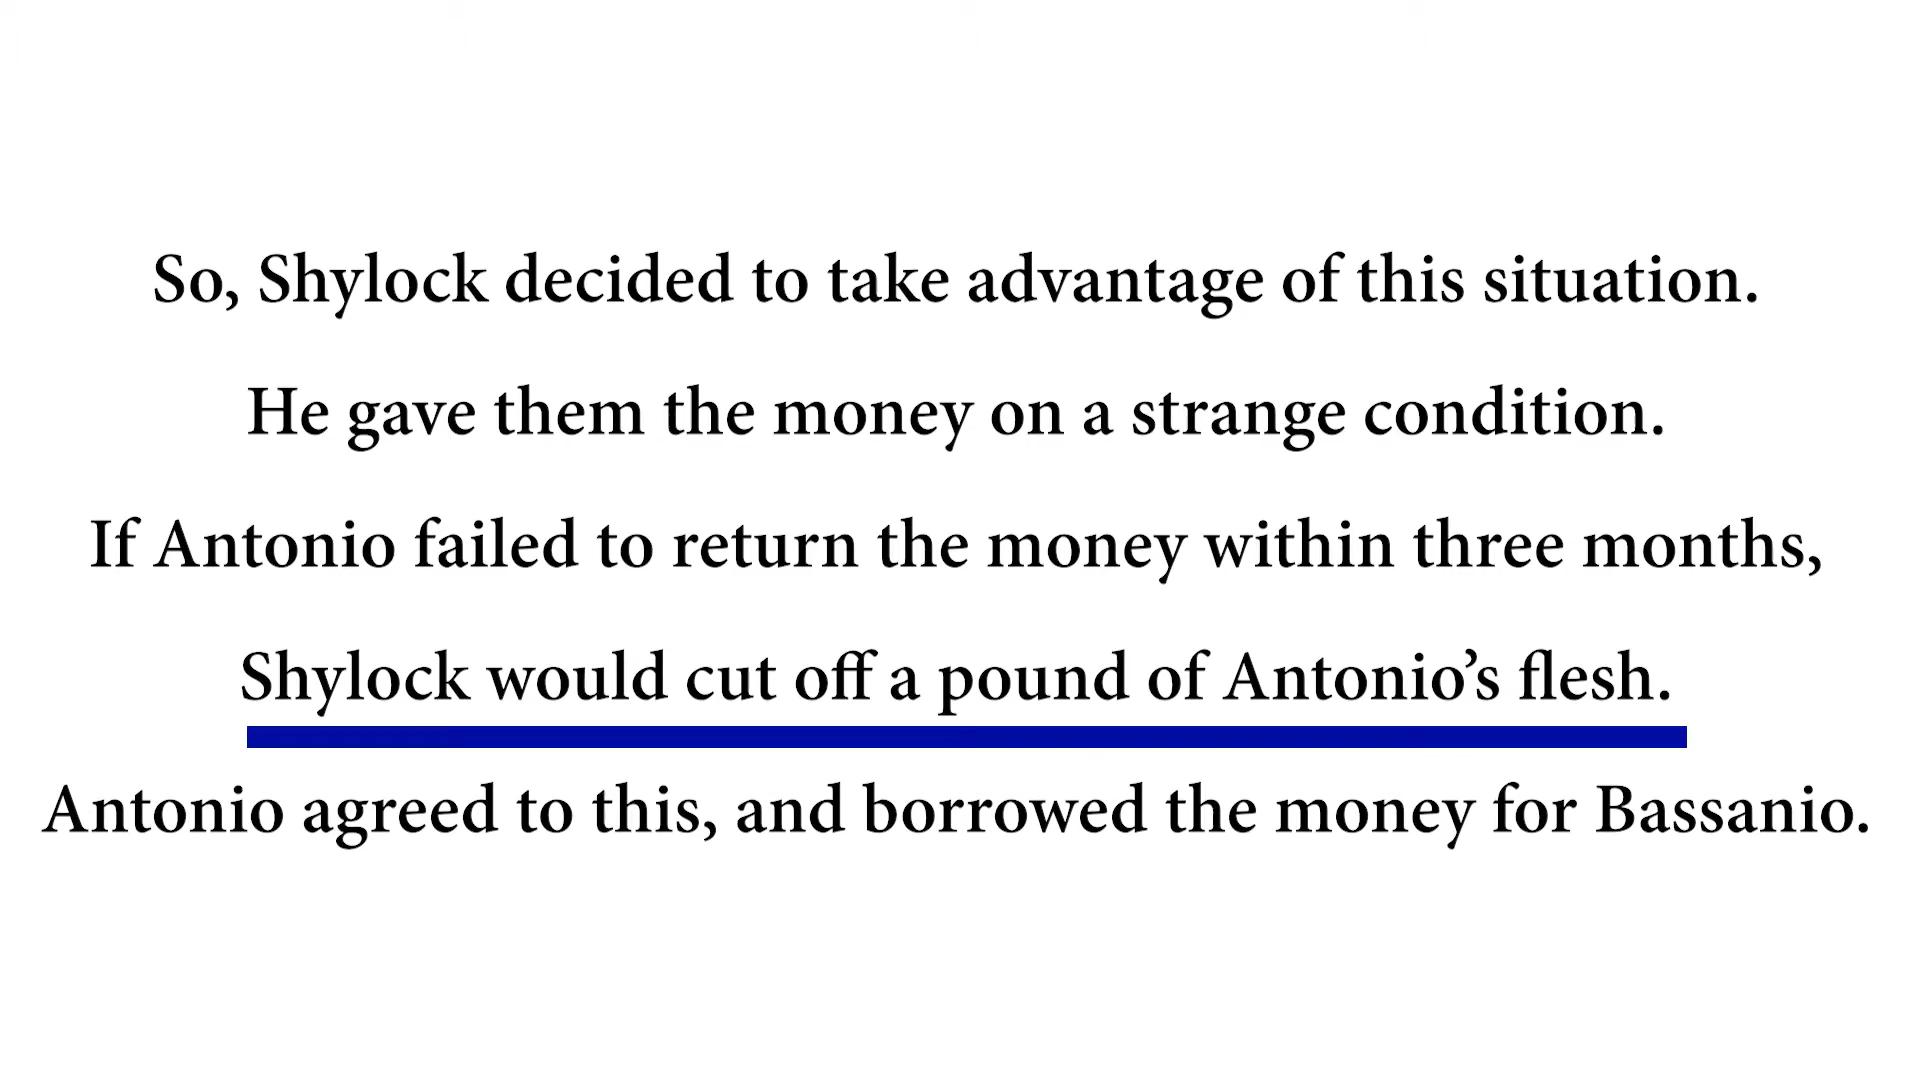 So, Shylock decided to take advantage of this situation.
He gave them the money on a strange condition.
If Antonio failed to return the money within three months,
Shylock would cut off a pound of Antonio’s flesh.
Antonio agreed to this, and borrowed the money for Bassanio.